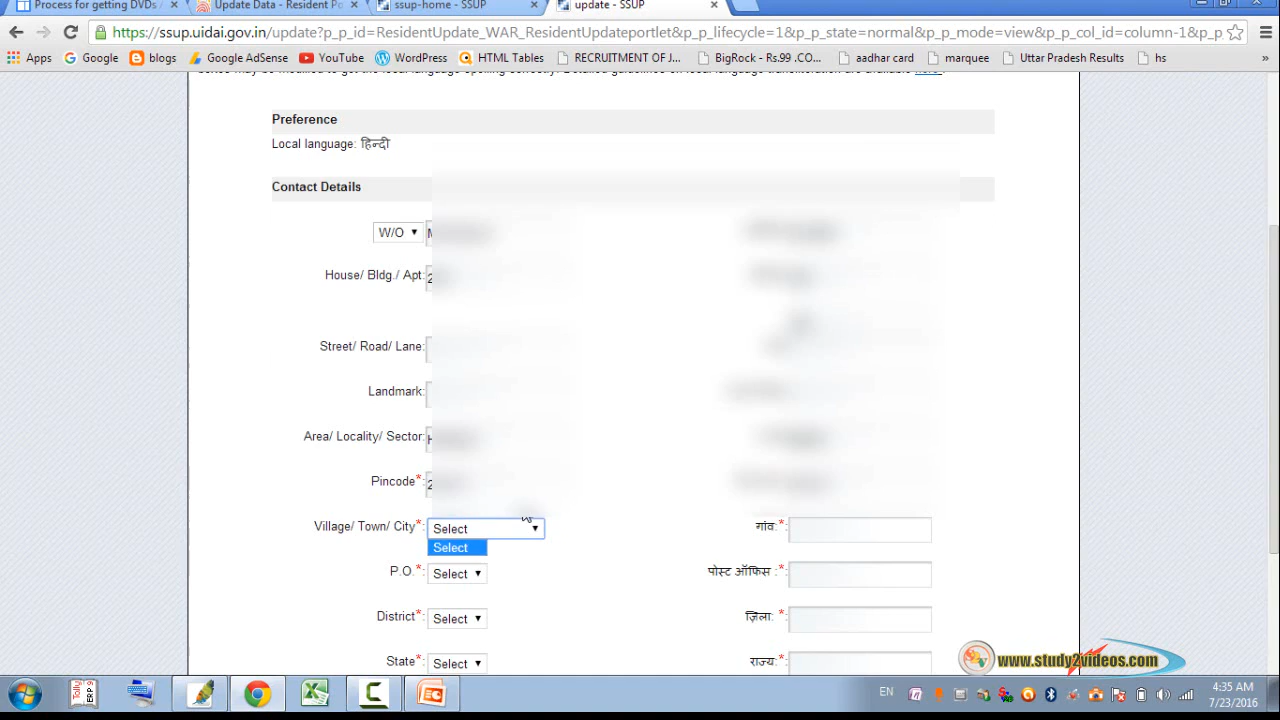 Process for getting DVDs /
Update Data - Resident Po
ssup-home - SSUP
update - SSUP
https://ssup.uidai.gov.in/update?p_p_id=ResidentUpdate_WAR_ResidentUpdateportlet&p_p_lifecycle=1&p_p_state=normal&p_p_mode=view&p_p_col_id=column-1&p_p
Apps Google blogs Google AdSense YouTube WordPress HTML Tables RECRUITMENT OF J... BigRock - Rs.99 .CO... aadhar card marquee Uttar Pradesh Results hs »
Preference
Local language: हिन्दी
Contact Details
W/O
House/ Bldg./ Apt:
Street/ Road/ Lane:
Landmark:
Area/ Locality/ Sector:
Pincode*:
Village/ Town/ City*: Select गांव:*:
Select
P.O.*: Select पोस्ट ऑफिस :*:
District*: Select ज़िला: *:
State*: Select राज्य:*:
www.study2videos.com
EN
4:35 AM
7/23/2016